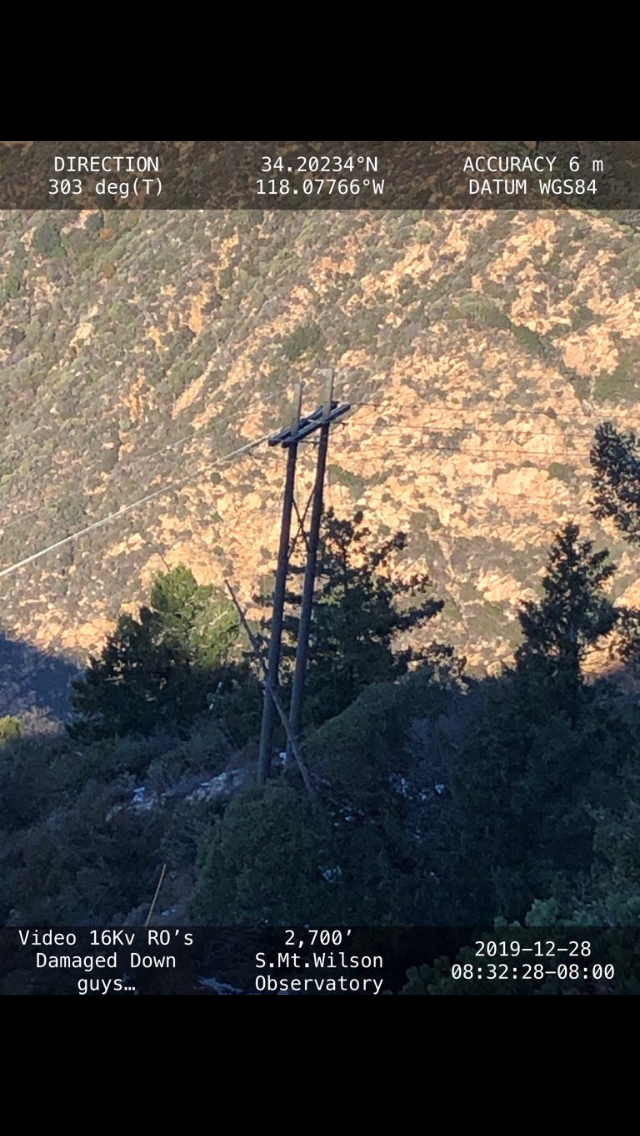 DIRECTION
303 deg(T)
34.20234°N
118.07766°W
ACCURACY 6 m
DATUM WGS84
Video 16Kv RO’s
Damaged Down
guys…
2,700’
S.Mt.Wilson
Observatory
2019-12-28
08:32:28-08:00